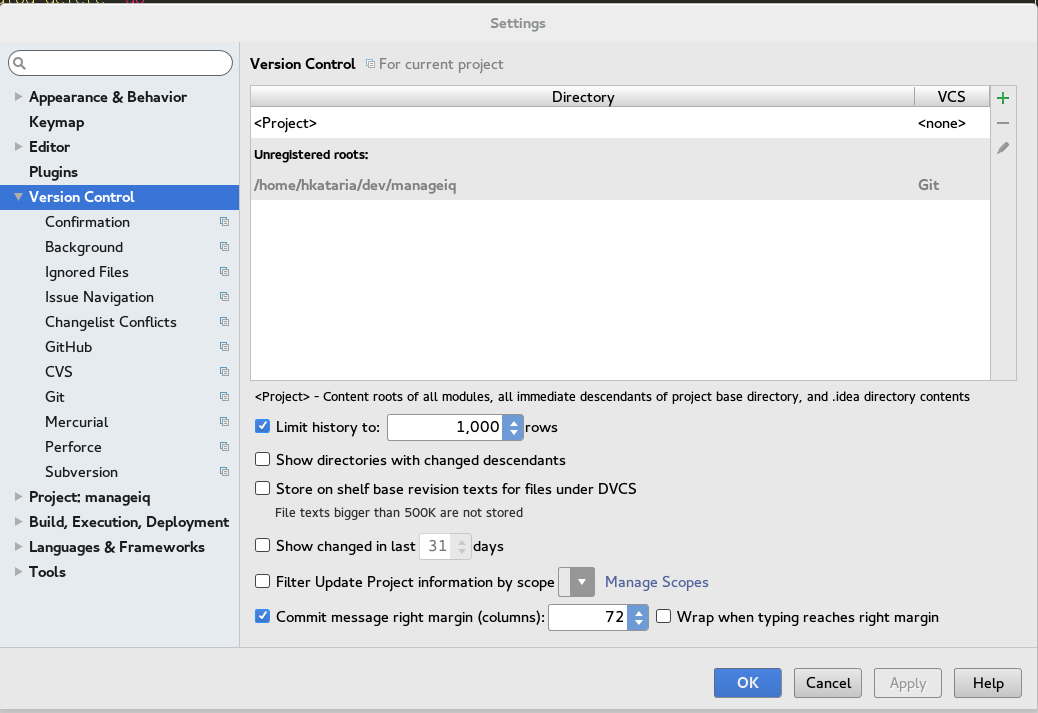 Settings
Version Control For current project
Appearance & Behavior
Keymap
Editor
Plugins
Version Control
Confirmation
Background
Ignored Files
Issue Navigation
Changelist Conflicts
GitHub
CVS
Git
Mercurial
Perforce
Subversion
Project: manageiq
Build, Execution, Deployment
Languages & Frameworks
Tools
Directory VCS
<Project> <none>
Unregistered roots:
/home/hkataria/dev/manageiq Git
<Project> - Content roots of all modules, all immediate descendants of project base directory, and .idea directory contents
Limit history to: 1,000 rows
Show directories with changed descendants
Store on shelf base revision texts for files under DVCS
File texts bigger than 500K are not stored
Show changed in last 31 days
Filter Update Project information by scope Manage Scopes
Commit message right margin (columns): 72 Wrap when typing reaches right margin
OK Cancel Apply Help